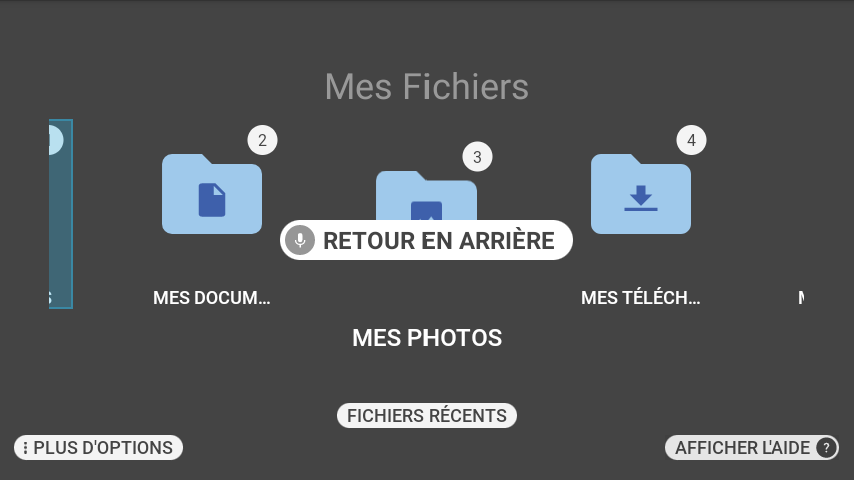 Mes Fichiers
2
3
4
RETOUR EN ARRIÈRE
MES DOCUM...
MES TÉLÉCH...
MES PHOTOS
FICHIERS RÉCENTS
PLUS D'OPTIONS
AFFICHER L'AIDE ?